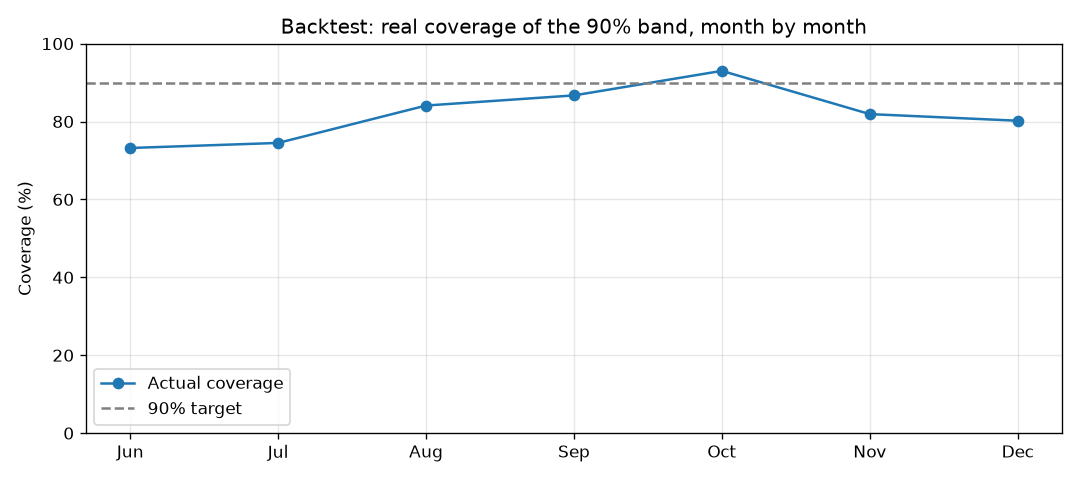 Backtest: real coverage of the 90% band, month by month
100
80
60
40
20
0
Coverage (%)
Actual coverage
90% target
Jun Jul Aug Sep Oct Nov Dec